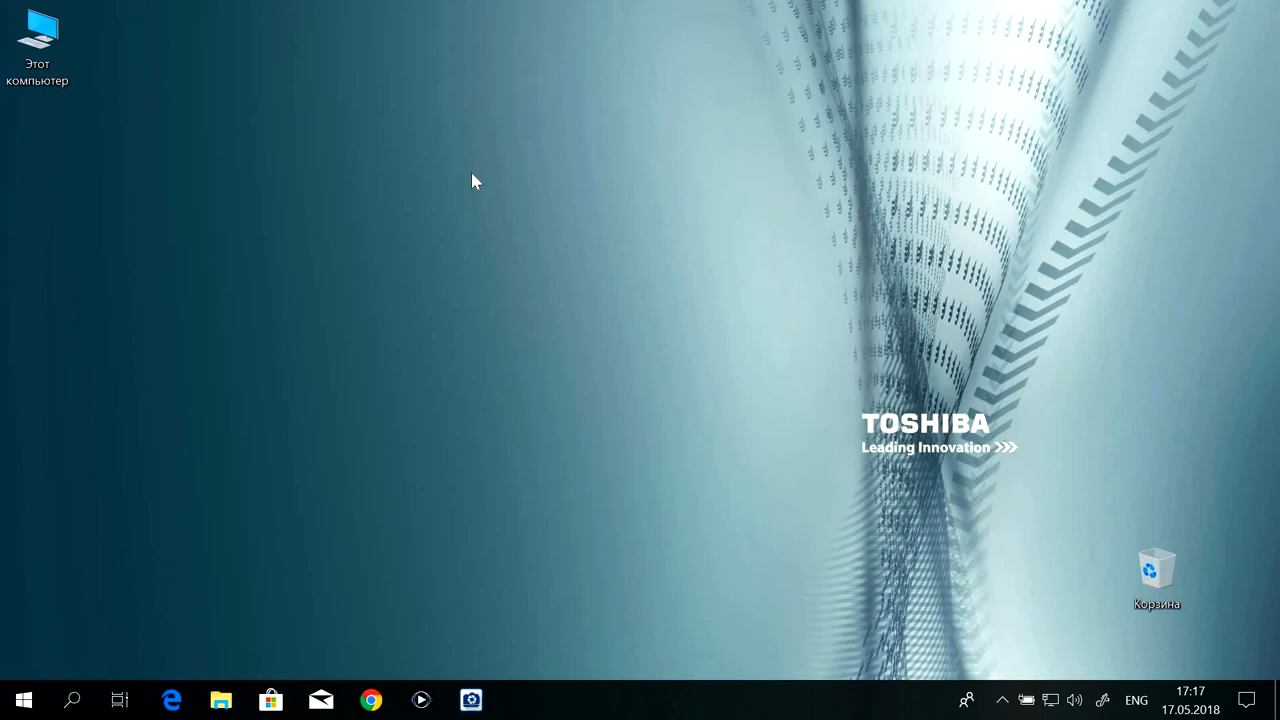 Этот
компьютер
TOSHIBA
Leading Innovation >>>
Корзина
ENG
17:17
17.05.2018